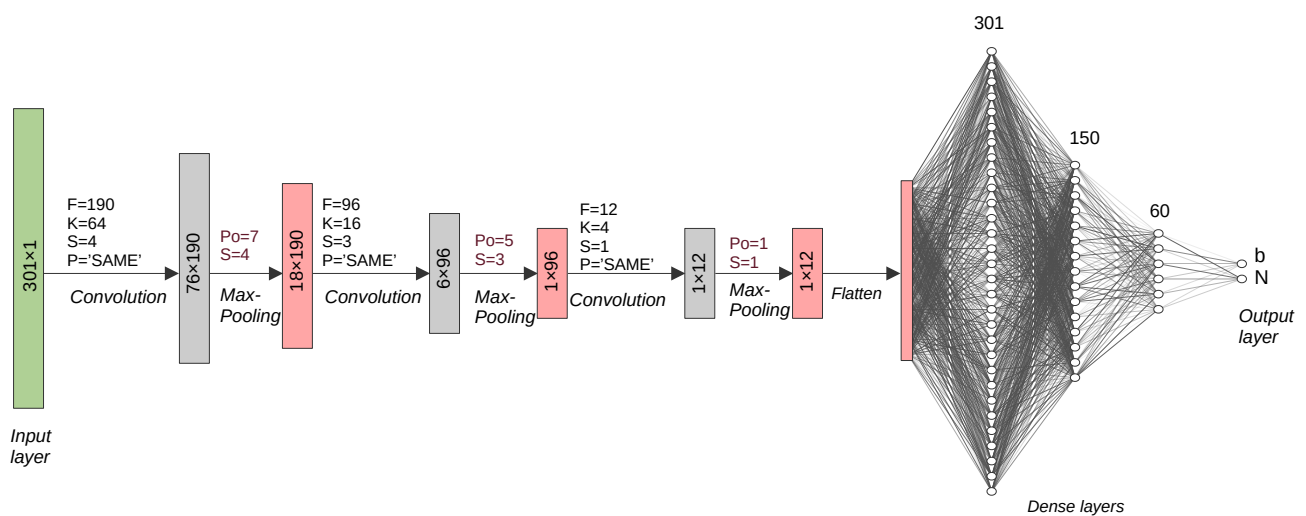 301×1
Input
layer
F=190
K=64
S=4
P='SAME'
Convolution
76×190
Po=7
S=4
Max-
Pooling
18×190
F=96
K=16
S=3
P='SAME'
Convolution
6×96
Po=5
S=3
Max-
Pooling
1×96
F=12
K=4
S=1
P='SAME'
Convolution
1×12
Po=1
S=1
Max-
Pooling
1×12
Flatten
301
150
60
Dense layers
b
N
Output
layer